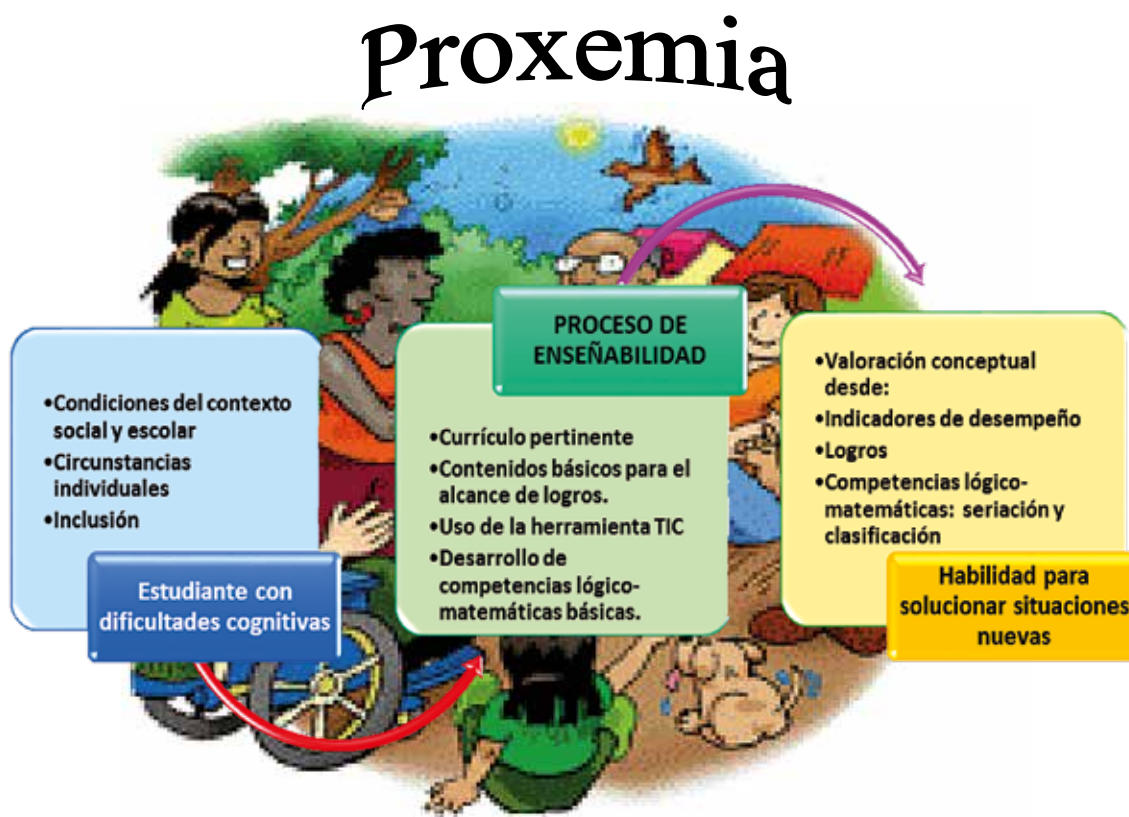 Proxemia
•Condiciones del contexto
social y escolar
•Circunstancias
individuales
•Inclusión
Estudiante con
dificultades cognitivas
PROCESO DE
ENSEÑABILIDAD
•Currículo pertinente
•Contenidos básicos para el
alcance de logros.
•Uso de la herramienta TIC
•Desarrollo de
competencias lógico-
matemáticas básicas.
•Valoración conceptual
desde:
•Indicadores de desempeño
•Logros
•Competencias lógico-
matemáticas:  seriación y
clasificación
Habilidad para
solucionar situaciones
nuevas